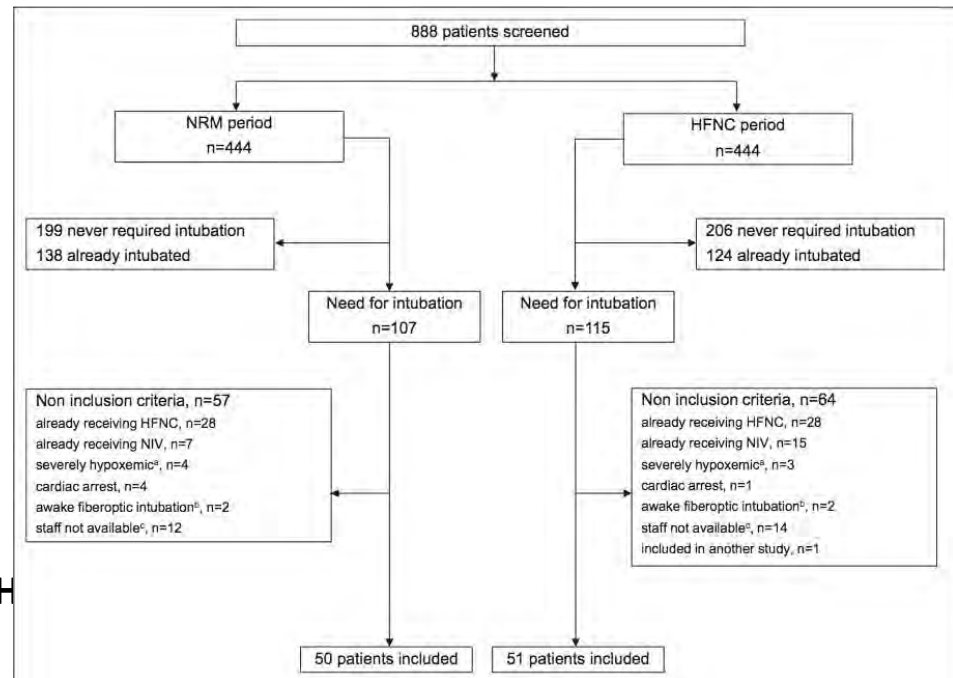 888 patients screened
NRM period
n=444
HFNC period
n=444
199 never required intubation
138 already intubated
206 never required intubation
124 already intubated
Need for intubation
n=107
Need for intubation
n=115
Non inclusion criteria, n=57
already receiving HFNC, n=28
already receiving NIV, n=7
severely hypoxemicᵃ, n=4
cardiac arrest, n=4
awake fiberoptic intubationᵇ, n=2
staff not availableᶜ, n=12
Non inclusion criteria, n=64
already receiving HFNC, n=28
already receiving NIV, n=15
severely hypoxemicᵃ, n=3
cardiac arrest, n=1
awake fiberoptic intubationᵇ, n=2
staff not availableᶜ, n=14
included in another study, n=1
H
50 patients included
51 patients included